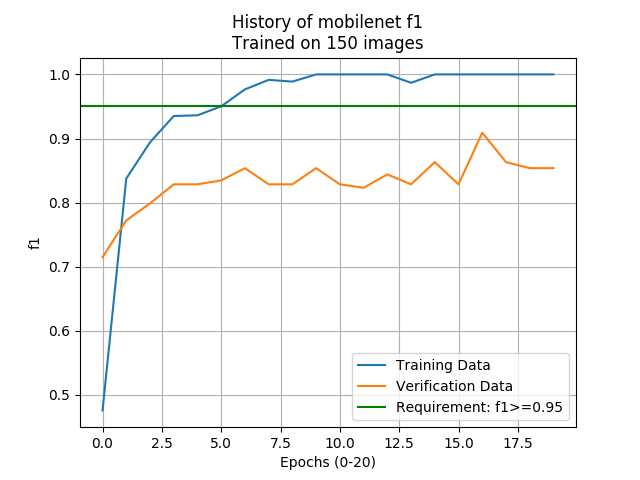 History of mobilenet f1
Trained on 150 images
1.0
0.9
0.8
0.7
0.6
0.5
f1
Training Data
Verification Data
Requirement: f1>=0.95
0.0 2.5 5.0 7.5 10.0 12.5 15.0 17.5
Epochs (0-20)